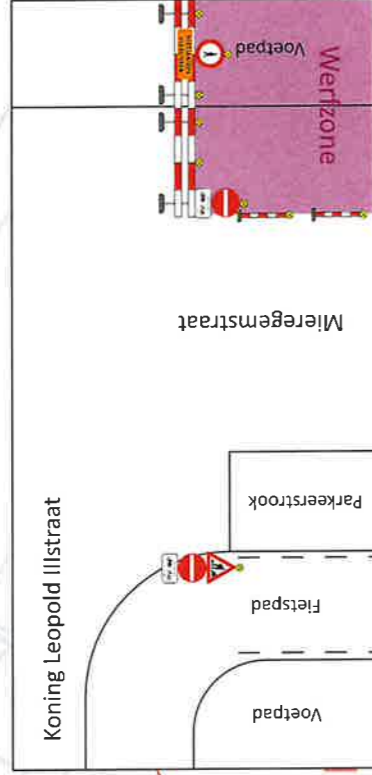 Koning Leopold IIIstraat
Voetpad
Werfzone
Mieregemstraat
Parkeerstrook
Fietspad
Voetpad